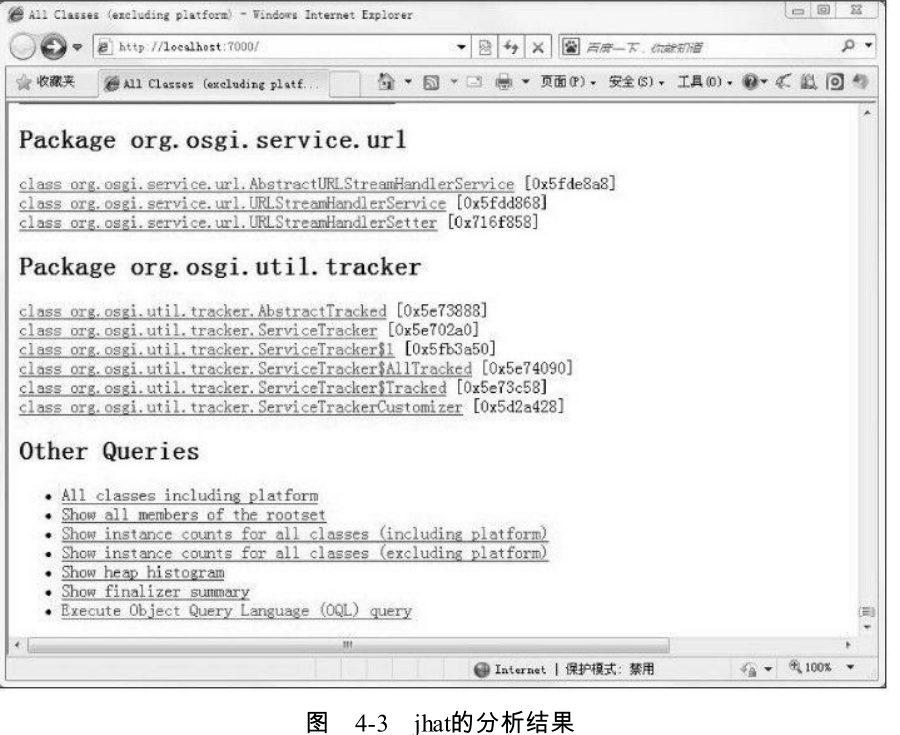 All Classes (excluding platform) - Windows Internet Explorer
http://localhost:7000/
百度一下,你就知道
收藏夹 All Classes (excluding platf... 页面(P) 安全(S) 工具(O)
Package org.osgi.service.url
class org.osgi.service.url.AbstractURLStreamHandlerService [0x5fde8a8]
class org.osgi.service.url.URLStreamHandlerService [0x5fdd868]
class org.osgi.service.url.URLStreamHandlerSetter [0x716f858]
Package org.osgi.util.tracker
class org.osgi.util.tracker.AbstractTracked [0x5e73888]
class org.osgi.util.tracker.ServiceTracker [0x5e702a0]
class org.osgi.util.tracker.ServiceTracker$1 [0x5fb3a50]
class org.osgi.util.tracker.ServiceTracker$AllTracked [0x5e74090]
class org.osgi.util.tracker.ServiceTracker$Tracked [0x5e73c58]
class org.osgi.util.tracker.ServiceTrackerCustomizer [0x5d2a428]
Other Queries
• All classes including platform
• Show all members of the rootset
• Show instance counts for all classes (including platform)
• Show instance counts for all classes (excluding platform)
• Show heap histogram
• Show finalizer summary
• Execute Object Query Language (OQL) query
Internet | 保护模式: 禁用 100%
图 4-3 jhat的分析结果